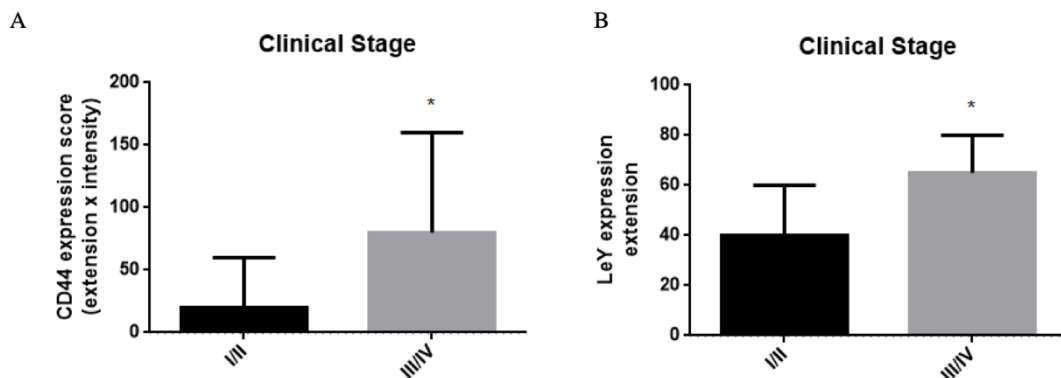 A
Clinical Stage
CD44 expression score
(extension x intensity)
200
150
100
50
0
*
I/II
III/IV
B
Clinical Stage
LeY expression
extension
100
80
60
40
20
0
*
I/II
III/IV